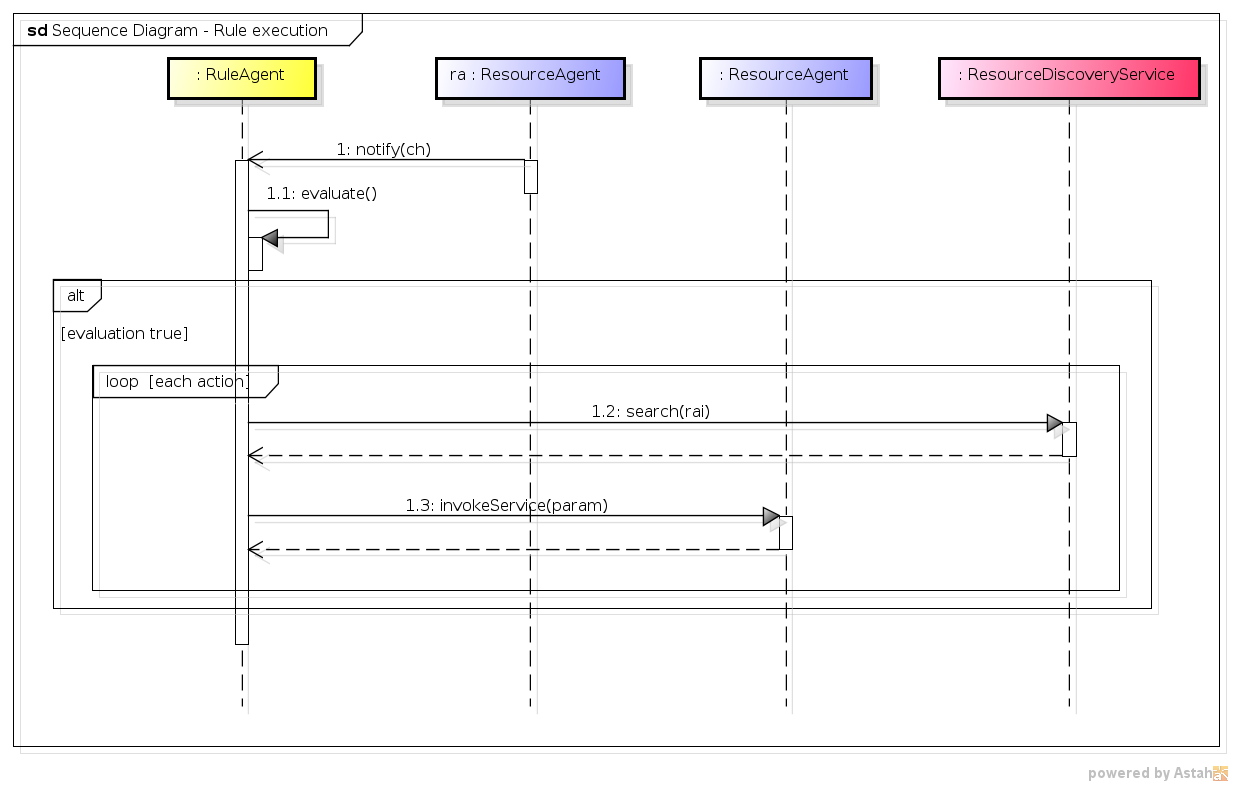 sd Sequence Diagram - Rule execution
: RuleAgent
ra : ResourceAgent
: ResourceAgent
: ResourceDiscoveryService
1: notify(ch)
1.1: evaluate()
alt
[evaluation true]
loop [each action]
1.2: search(rai)
1.3: invokeService(param)
powered by Astah